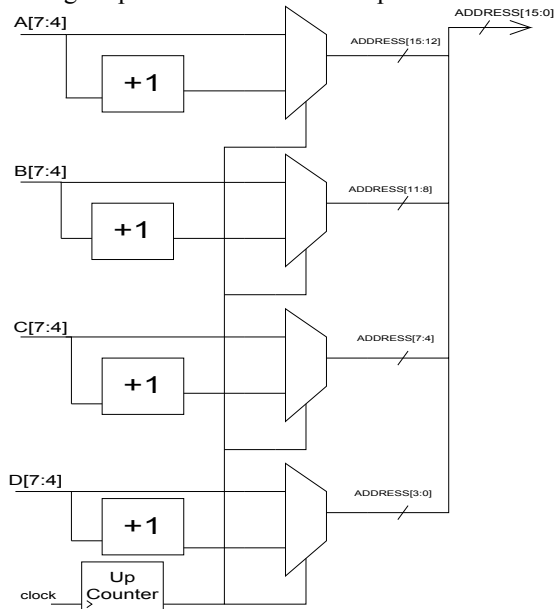 ADDRESS[15:0]
A[7:4]
ADDRESS[15:12]
+1
B[7:4]
ADDRESS[11:8]
+1
C[7:4]
ADDRESS[7:4]
+1
D[7:4]
ADDRESS[3:0]
+1
Up
Counter
clock